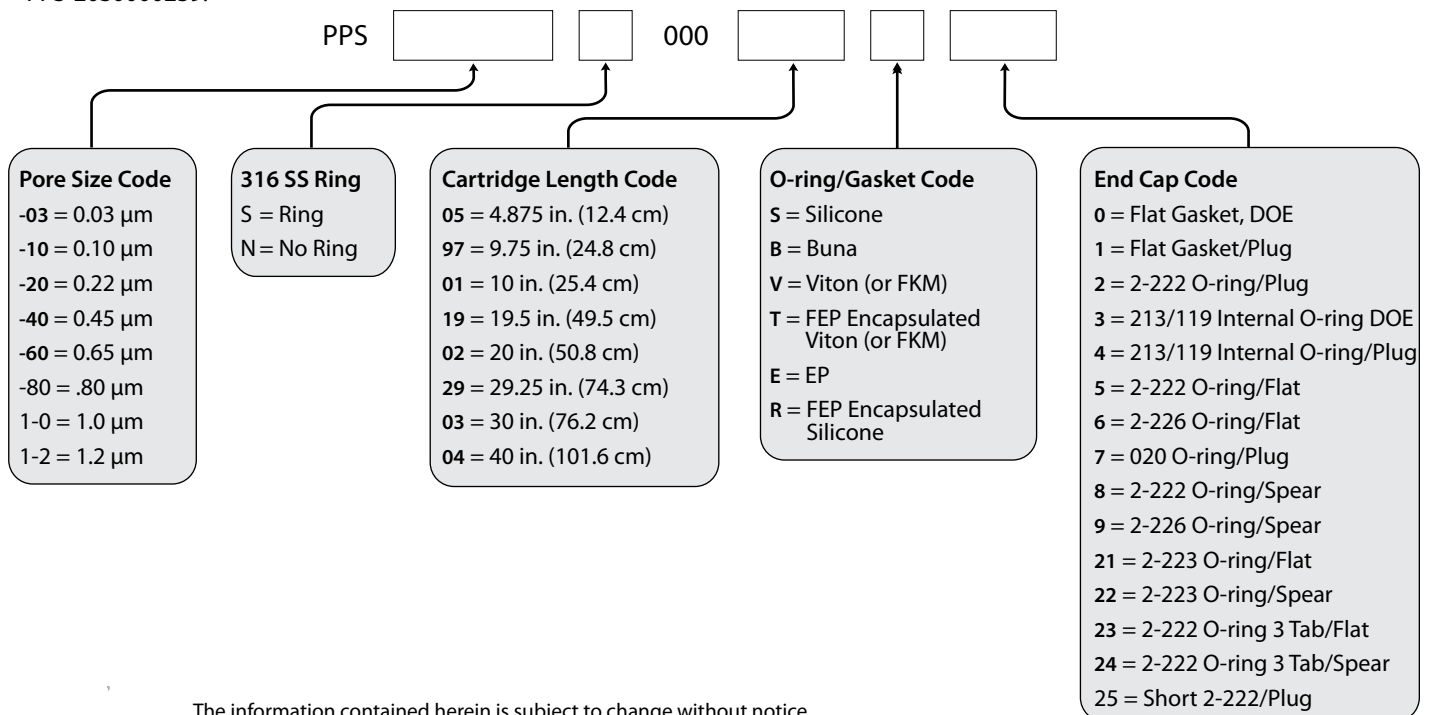 PPS 000
Pore Size Code
-03 = 0.03 µm
-10 = 0.10 µm
-20 = 0.22 µm
-40 = 0.45 µm
-60 = 0.65 µm
-80 = .80 µm
1-0 = 1.0 µm
1-2 = 1.2 µm
316 SS Ring
S = Ring
N = No Ring
Cartridge Length Code
05 = 4.875 in. (12.4 cm)
97 = 9.75 in. (24.8 cm)
01 = 10 in. (25.4 cm)
19 = 19.5 in. (49.5 cm)
02 = 20 in. (50.8 cm)
29 = 29.25 in. (74.3 cm)
03 = 30 in. (76.2 cm)
04 = 40 in. (101.6 cm)
O-ring/Gasket Code
S = Silicone
B = Buna
V = Viton (or FKM)
T = FEP Encapsulated
Viton (or FKM)
E = EP
R = FEP Encapsulated
Silicone
End Cap Code
0 = Flat Gasket, DOE
1 = Flat Gasket/Plug
2 = 2-222 O-ring/Plug
3 = 213/119 Internal O-ring DOE
4 = 213/119 Internal O-ring/Plug
5 = 2-222 O-ring/Flat
6 = 2-226 O-ring/Flat
7 = 020 O-ring/Plug
8 = 2-222 O-ring/Spear
9 = 2-226 O-ring/Spear
21 = 2-223 O-ring/Flat
22 = 2-223 O-ring/Spear
23 = 2-222 O-ring 3 Tab/Flat
24 = 2-222 O-ring 3 Tab/Spear
25 = Short 2-222/Plug
The information contained herein is subject to change without notice